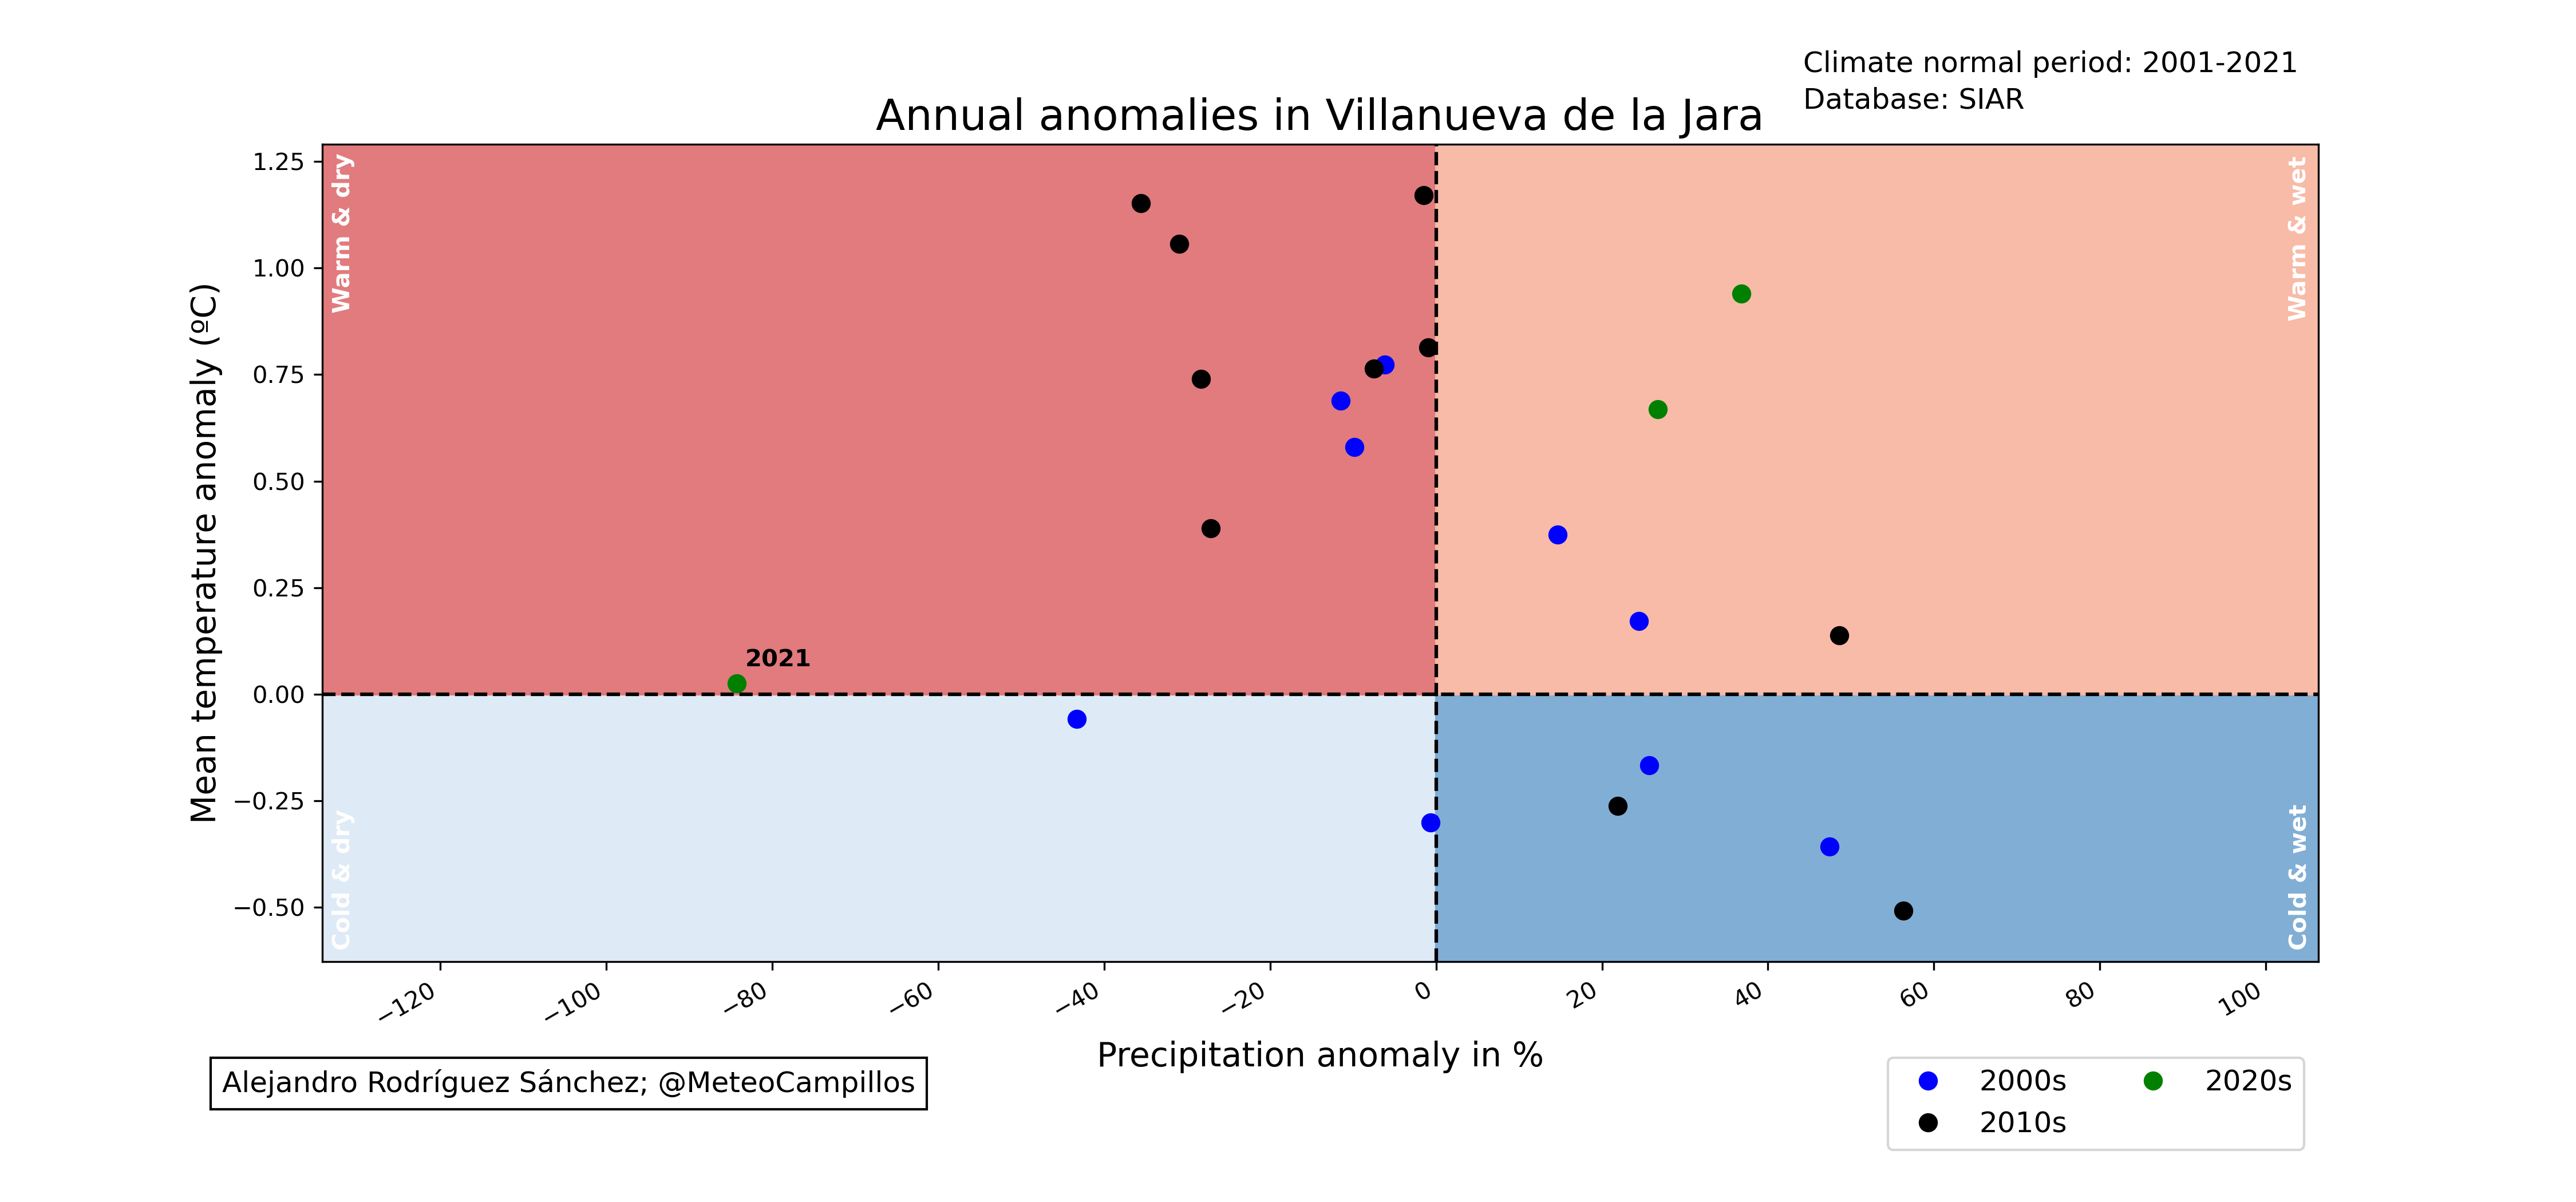 Climate normal period: 2001-2021
Database: SIAR
Annual anomalies in Villanueva de la Jara
Mean temperature anomaly (ºC)
1.25
1.00
0.75
0.50
0.25
0.00
−0.25
−0.50
Warm & dry
Warm & wet
2021
Cold & dry
Cold & wet
−120
−100
−80
−60
−40
−20
0
20
40
60
80
100
Precipitation anomaly in %
Alejandro Rodríguez Sánchez; @MeteoCampillos
2000s
2010s
2020s